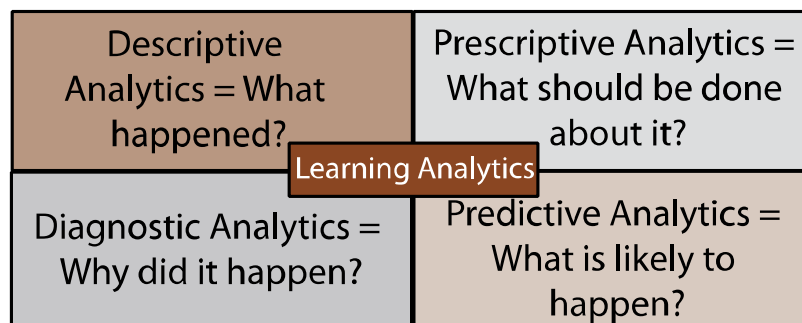 Descriptive
Analytics = What
happened?
Prescriptive Analytics =
What should be done
about it?
Learning Analytics
Diagnostic Analytics =
Why did it happen?
Predictive Analytics =
What is likely to
happen?